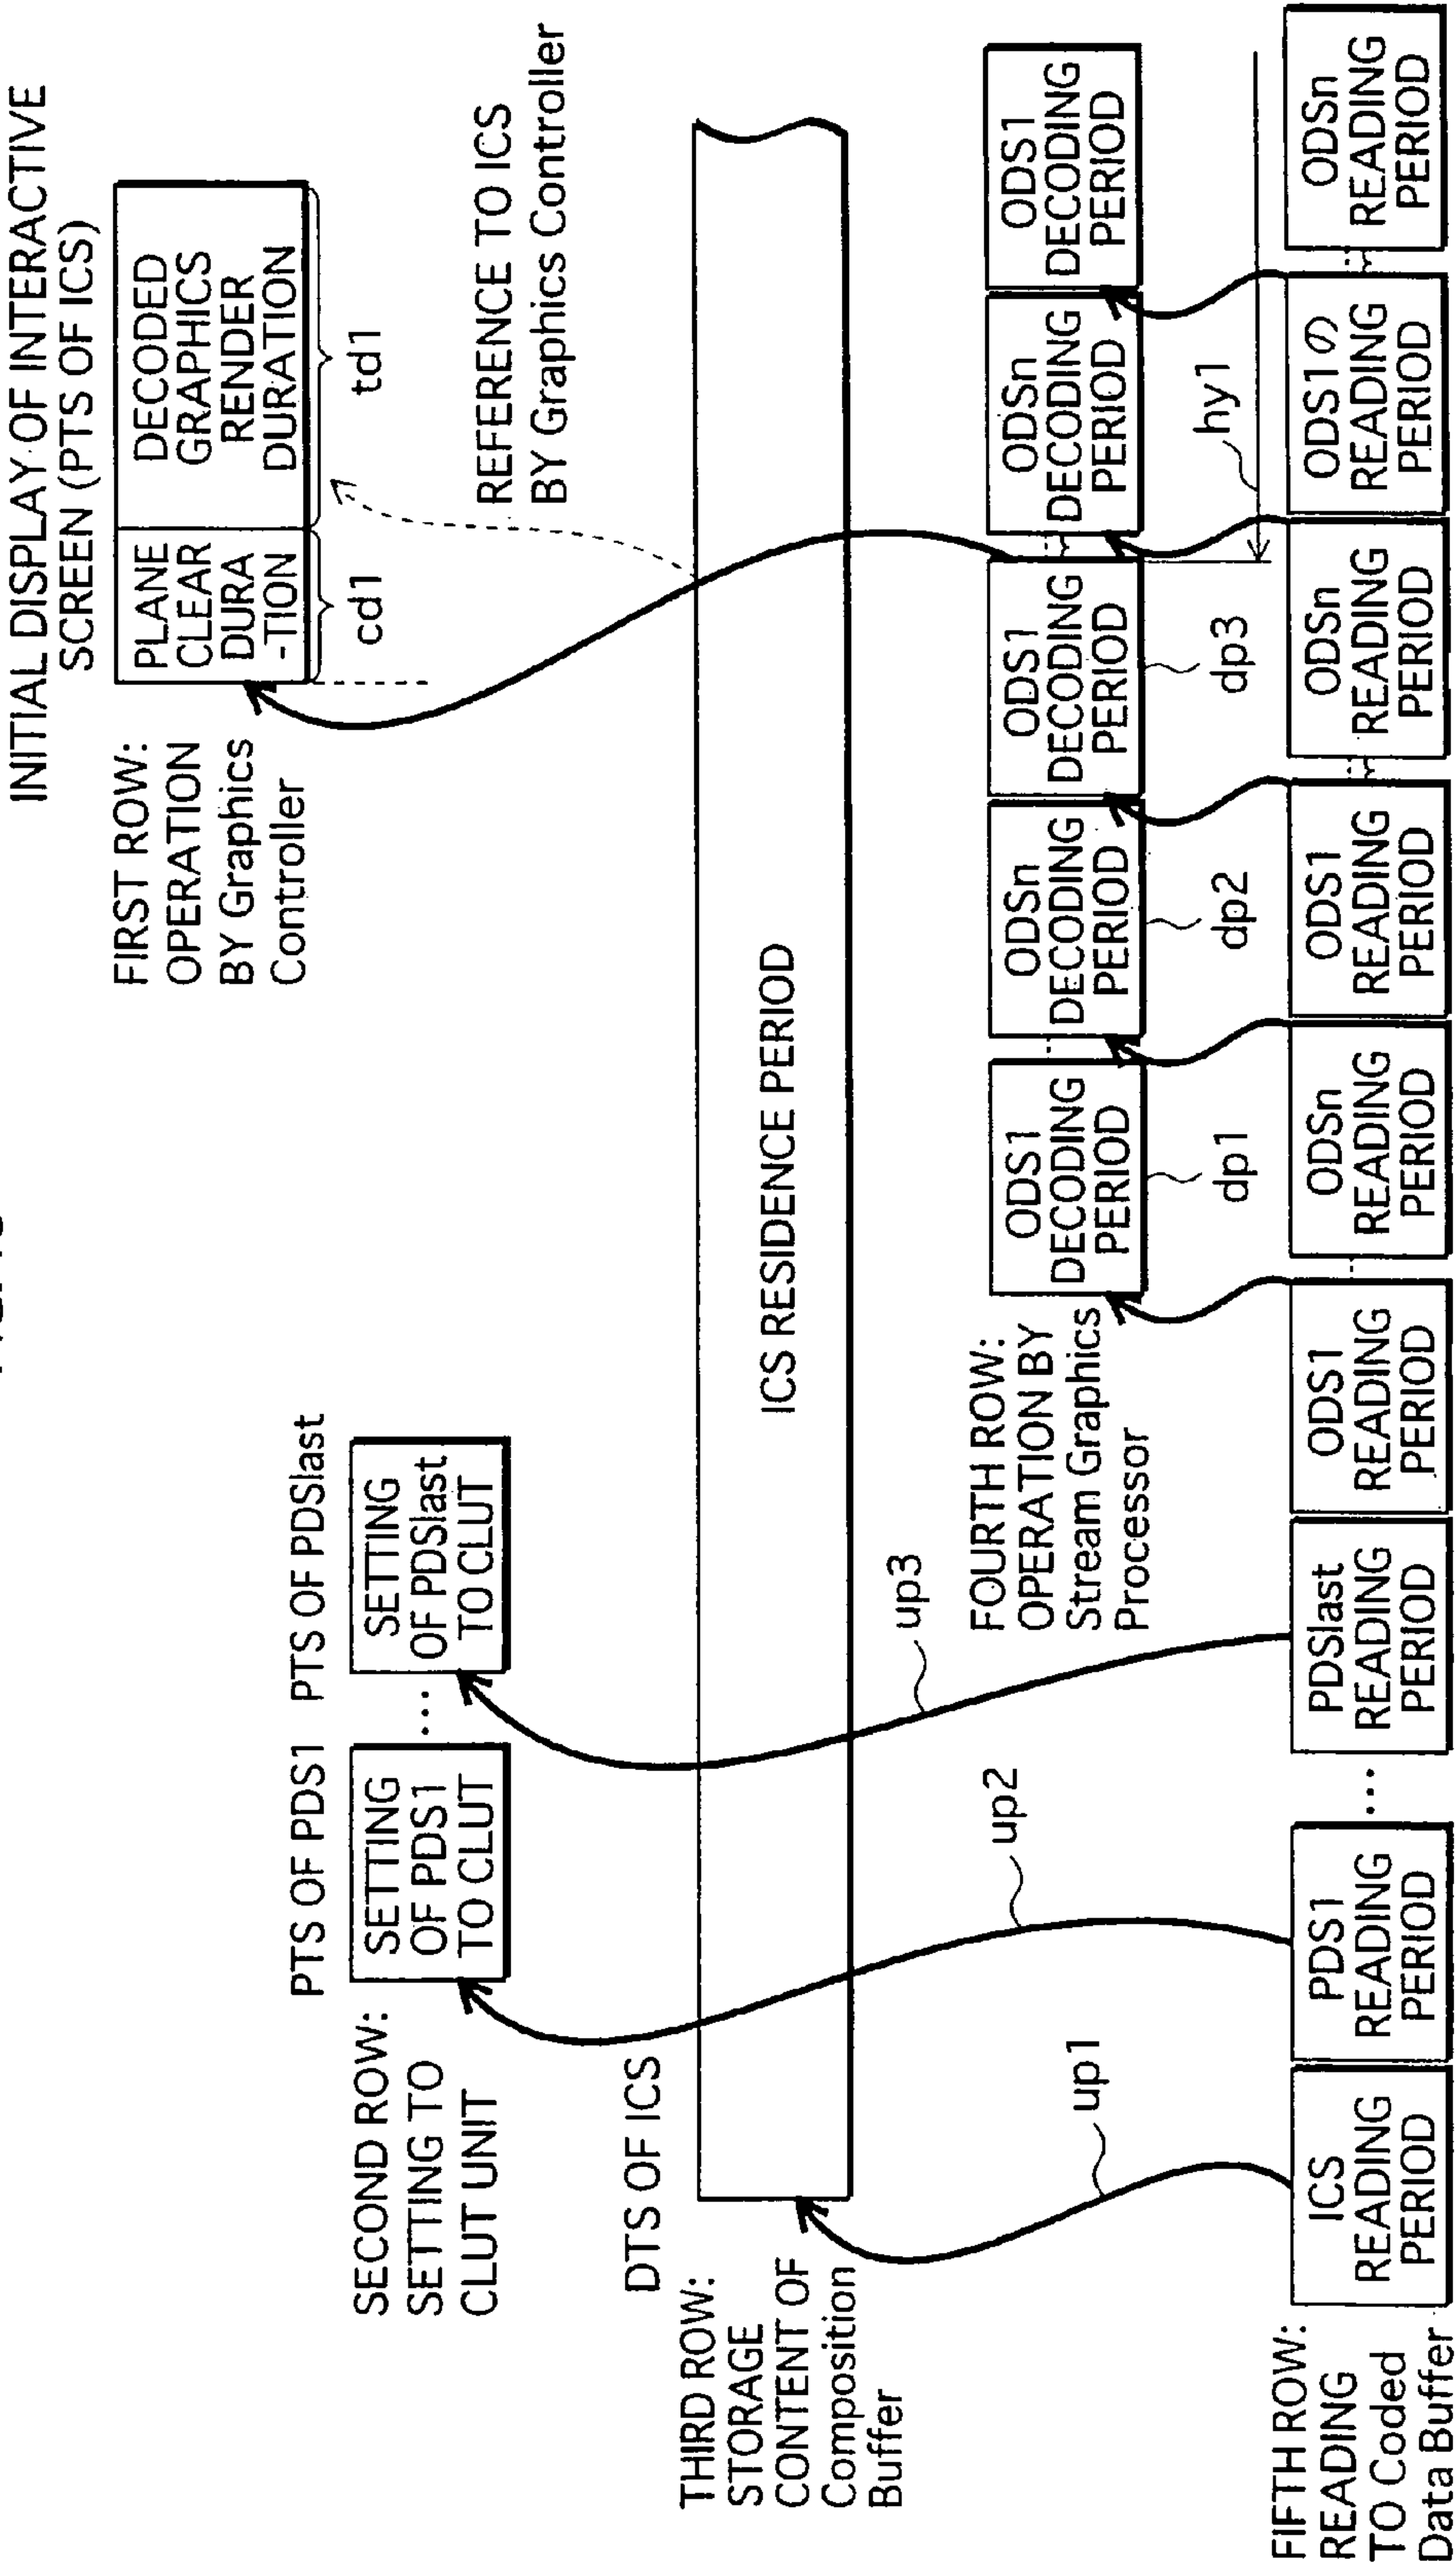 INITIAL DISPLAY OF INTERACTIVE
SCREEN (PTS OF ICS)
FIRST ROW:
OPERATION
BY Graphics
Controller
PLANE
CLEAR
DURA
-TION
DECODED
GRAPHICS
RENDER
DURATION
cd1
td1
PTS OF PDS1
PTS OF PDSlast
SECOND ROW:
SETTING TO
CLUT UNIT
SETTING
OF PDS1
TO CLUT
...
SETTING
OF PDSlast
TO CLUT
REFERENCE TO ICS
BY Graphics Controller
DTS OF ICS
THIRD ROW:
STORAGE
CONTENT OF
Composition
Buffer
ICS RESIDENCE PERIOD
up1
up2
up3
FOURTH ROW:
OPERATION BY
Stream Graphics
Processor
ODS1
DECODING
PERIOD
ODSn
DECODING
PERIOD
ODS1
DECODING
PERIOD
ODSn
DECODING
PERIOD
ODS1
DECODING
PERIOD
dp1
dp2
dp3
hy1
FIFTH ROW:
READING
TO Coded
Data Buffer
ICS
READING
PERIOD
PDS1
READING
PERIOD
...
PDSlast
READING
PERIOD
ODS1
READING
PERIOD
ODSn
READING
PERIOD
ODS1
READING
PERIOD
ODSn
READING
PERIOD
ODS1の
READING
PERIOD
ODSn
READING
PERIOD